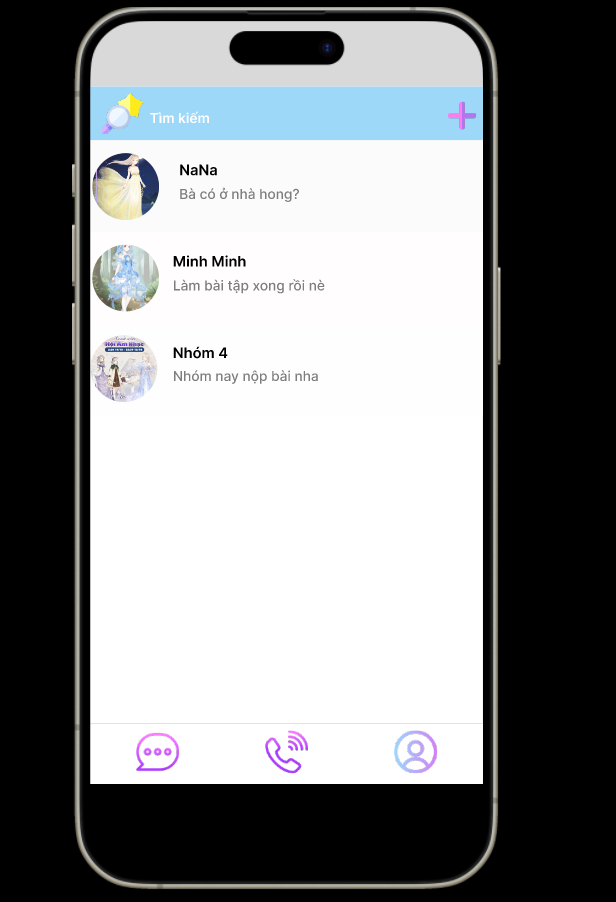 Tìm kiếm
NaNa
Bà có ở nhà hong?
Minh Minh
Làm bài tập xong rồi nè
Nhóm 4
Nhóm nay nộp bài nha